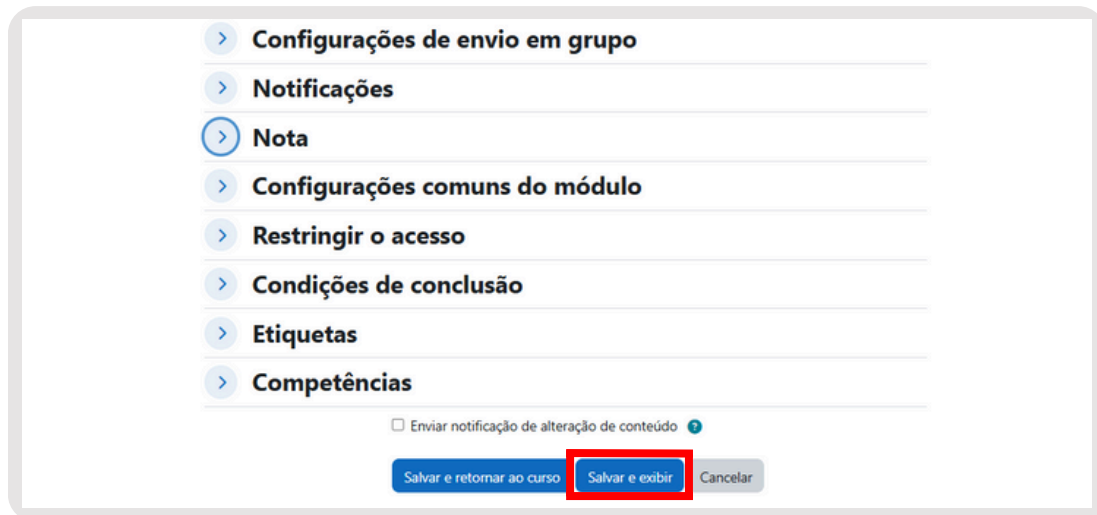 Configurações de envio em grupo
Notificações
Nota
Configurações comuns do módulo
Restringir o acesso
Condições de conclusão
Etiquetas
Competências
Enviar notificação de alteração de conteúdo ?
Salvar e retornar ao curso Salvar e exibir Cancelar